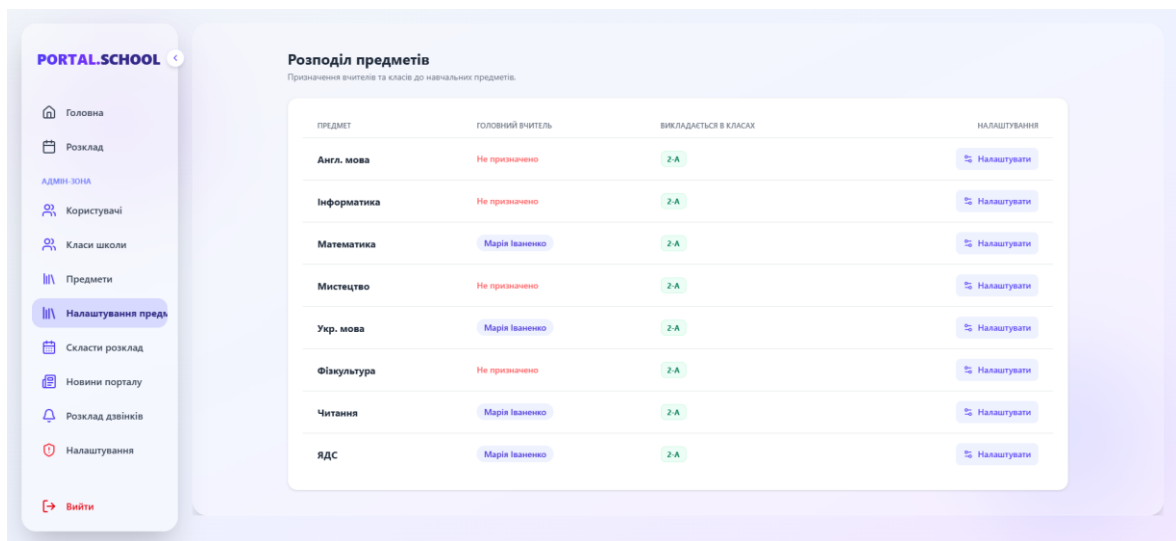 PORTAL.SCHOOL
Головна
Розклад
АДМІН-ЗОНА
Користувачі
Класи школи
Предмети
Налаштування предм
Скласти розклад
Новини порталу
Розклад дзвінків
Налаштування
Вийти
Розподіл предметів
Призначення вчителів та класів до навчальних предметів.
ПРЕДМЕТ ГОЛОВНИЙ ВЧИТЕЛЬ ВИКЛАДАЄТЬСЯ В КЛАСАХ НАЛАШТУВАННЯ
Англ. мова Не призначено 2-А Налаштувати
Інформатика Не призначено 2-А Налаштувати
Математика Марія Іваненко 2-А Налаштувати
Мистецтво Не призначено 2-А Налаштувати
Укр. мова Марія Іваненко 2-А Налаштувати
Фізкультура Не призначено 2-А Налаштувати
Читання Марія Іваненко 2-А Налаштувати
ЯДС Марія Іваненко 2-А Налаштувати